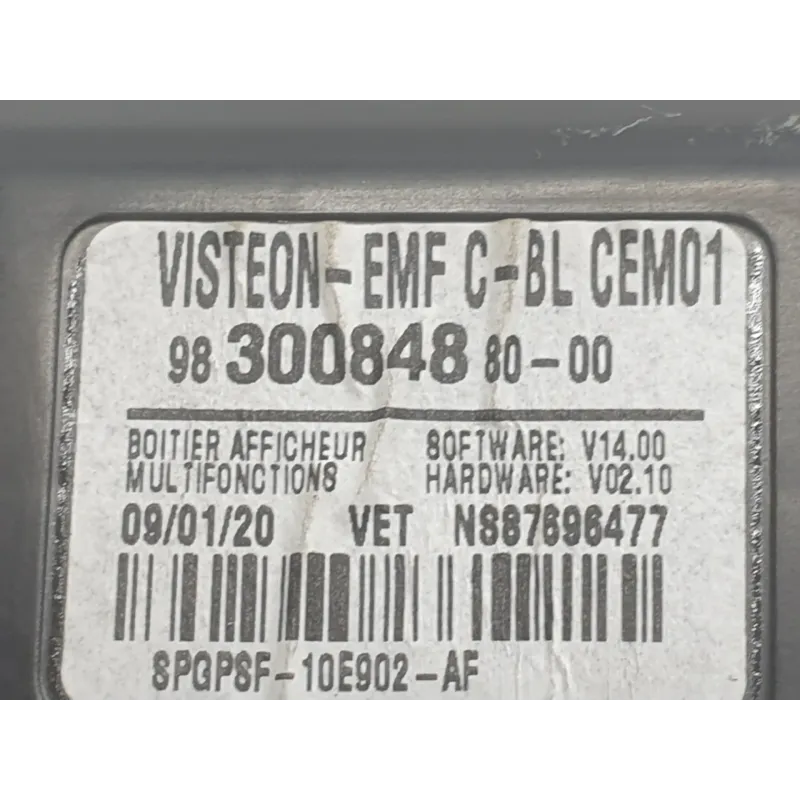 VISTEON-EMF C-BL CEM01
98 300848 80-00
BOITIER AFFICHEUR SOFTWARE: V14.00
MULTIFONCTIONS HARDWARE: V02.10
09/01/20 VET NS87696477
SPGPSF-10E902-AF